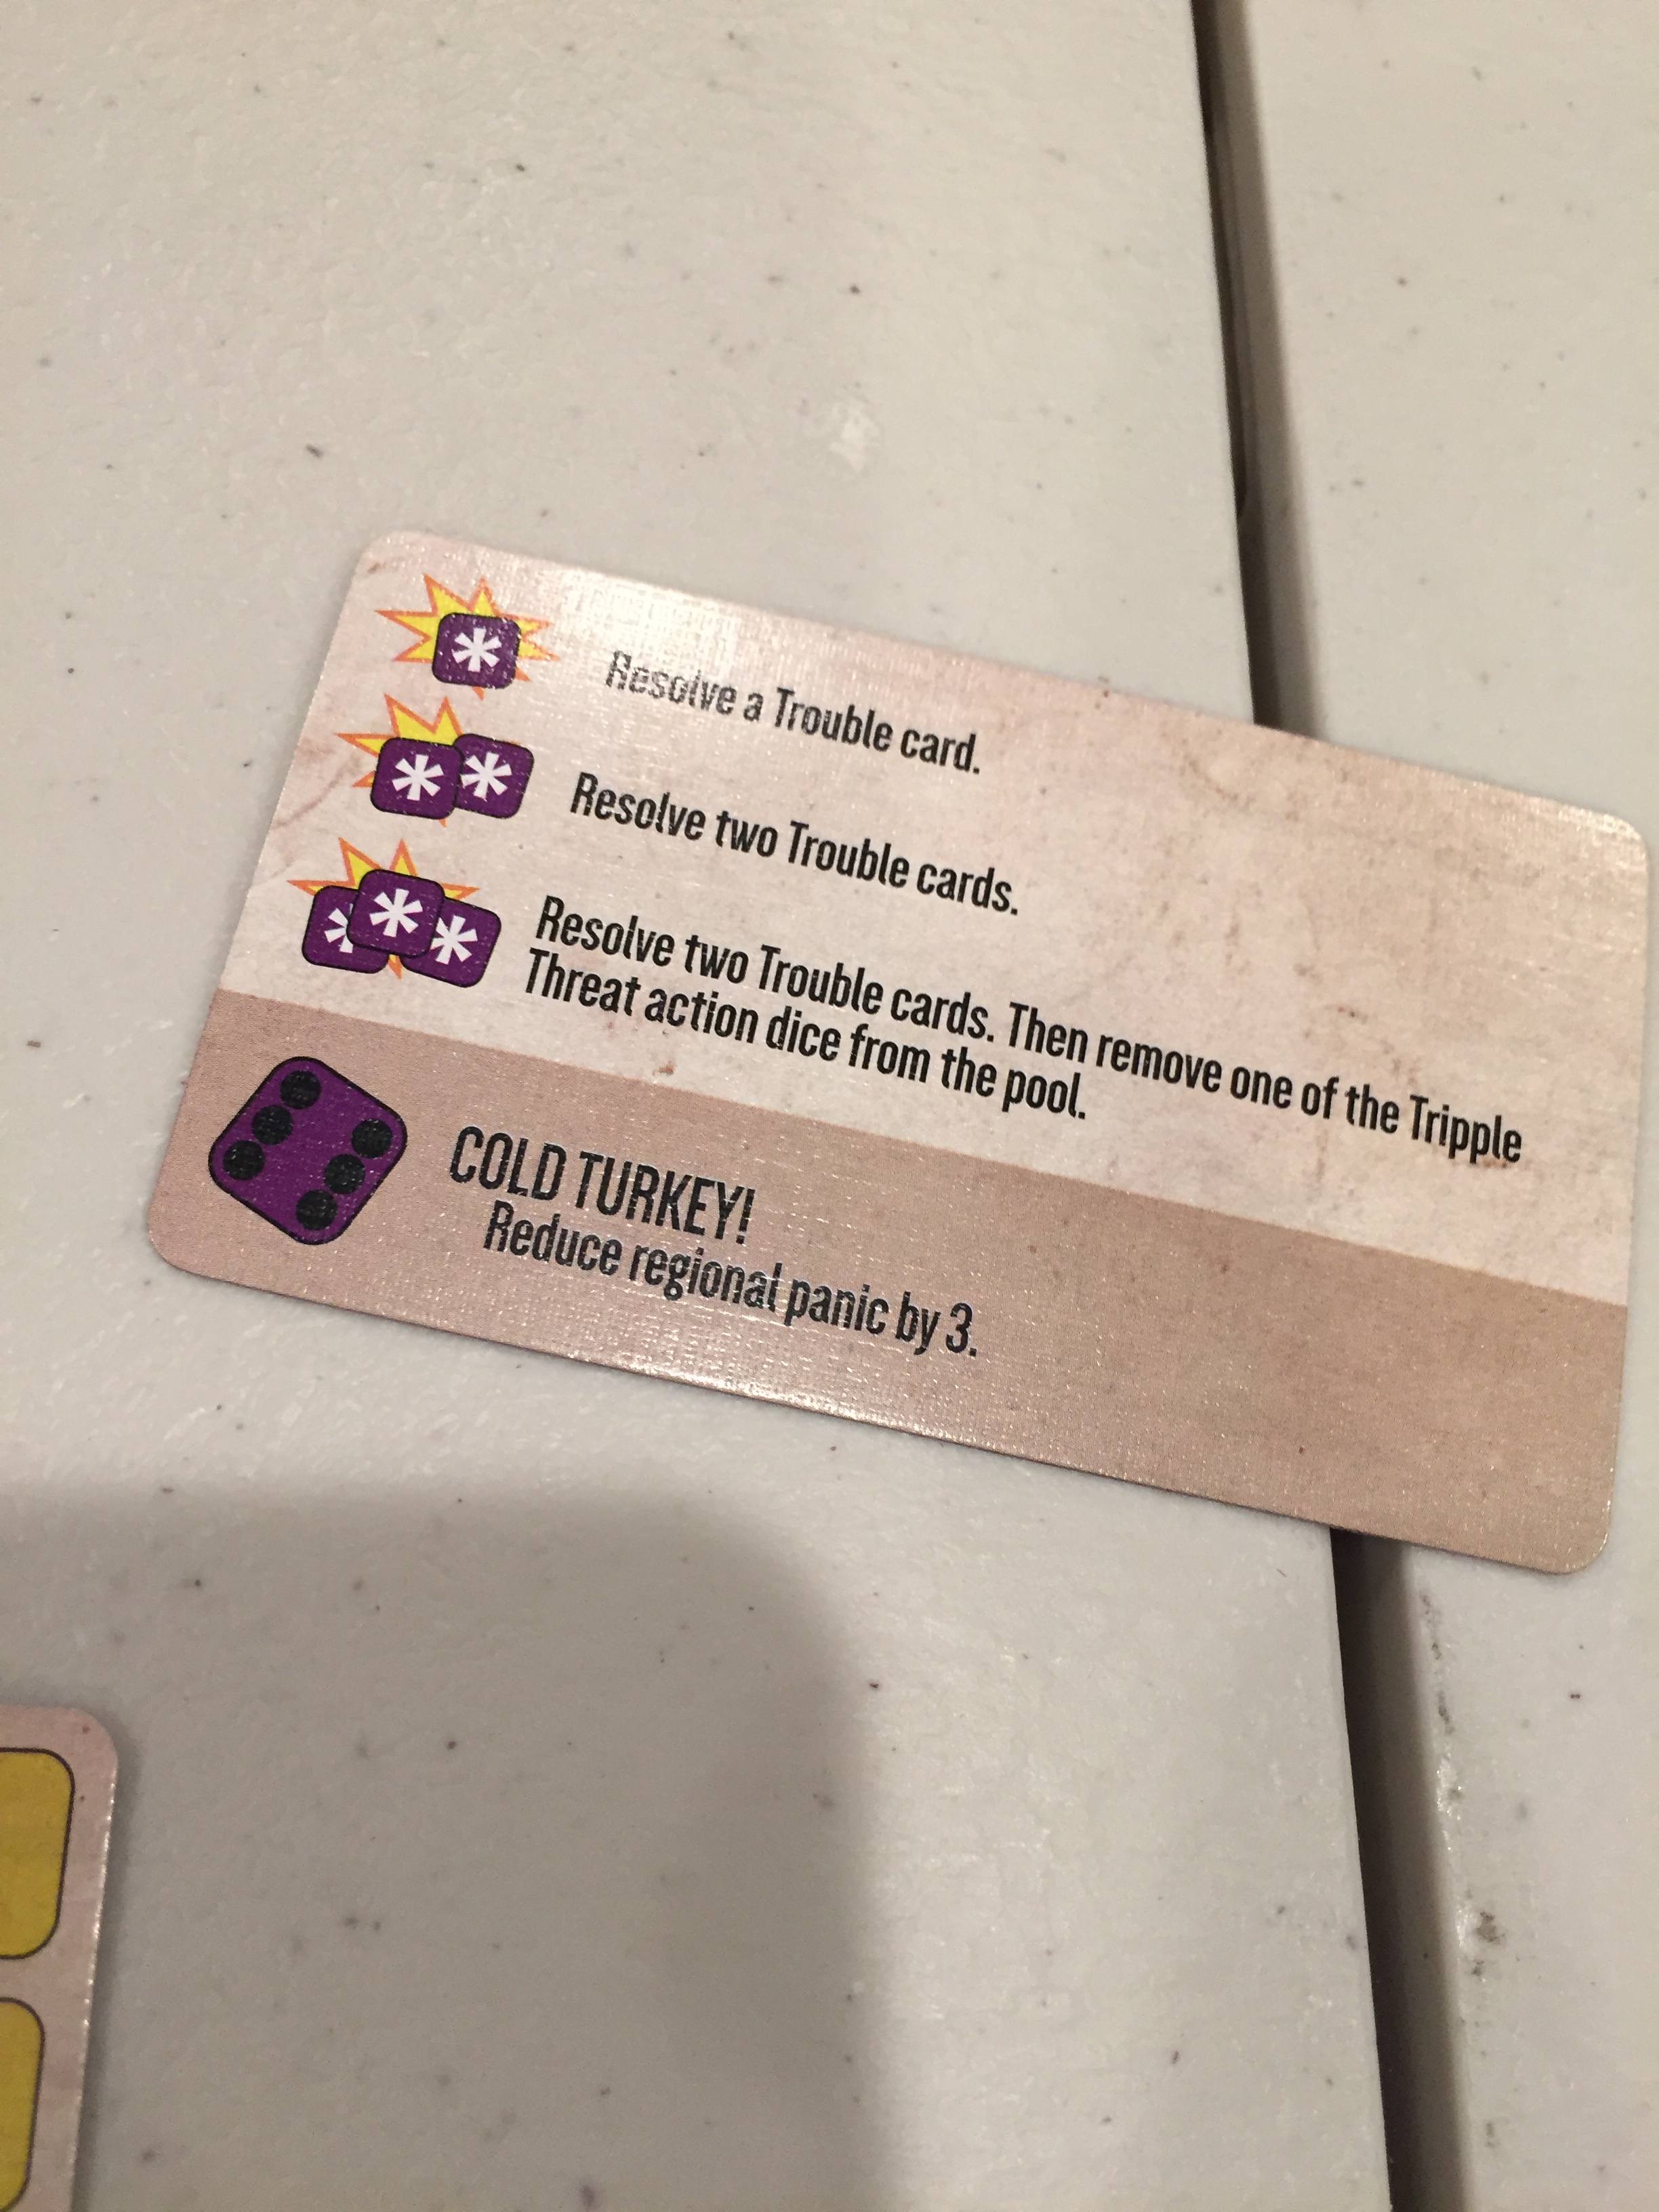 Resolve a Trouble card.
Resolve two Trouble cards.
Resolve two Trouble cards. Then remove one of the Tripple
Threat action dice from the pool.
COLD TURKEY!
Reduce regional panic by 3.